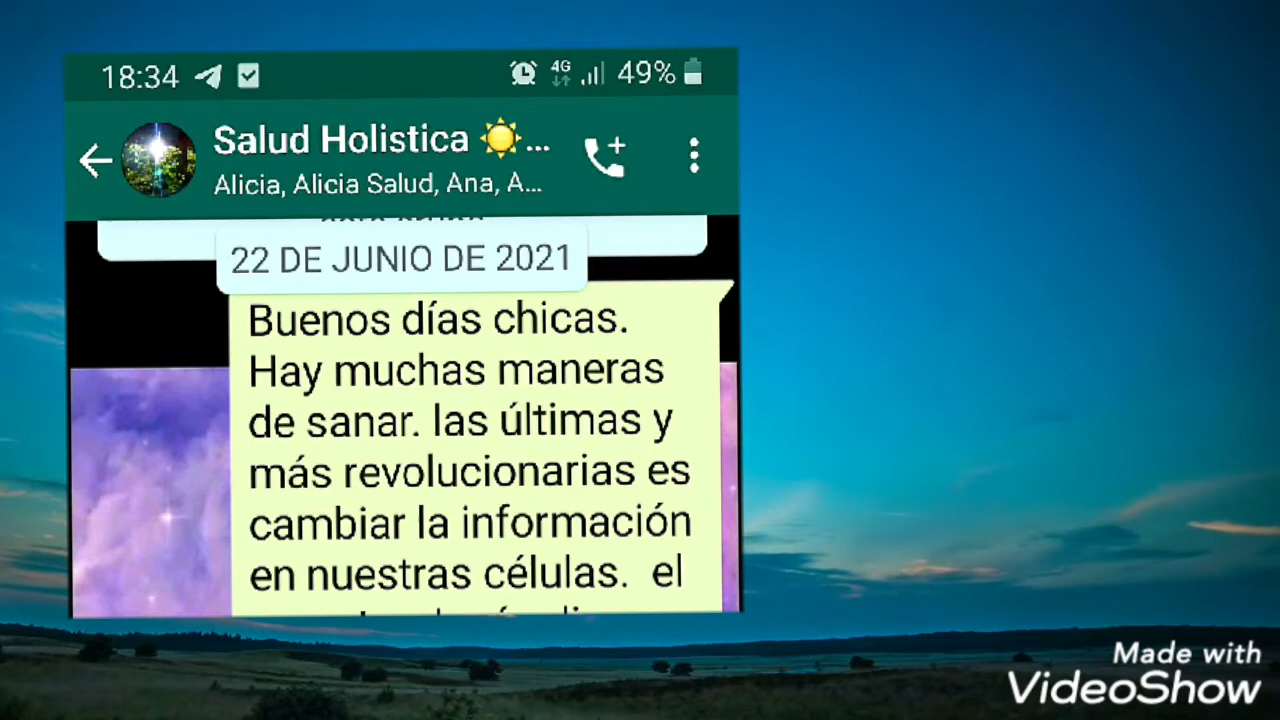 18:34
4G
49%
Salud Holistica ☀️...
Alicia, Alicia Salud, Ana, A...
22 DE JUNIO DE 2021
Buenos días chicas.
Hay muchas maneras
de sanar. las últimas y
más revolucionarias es
cambiar la información
en nuestras células.  el
Made with
VideoShow